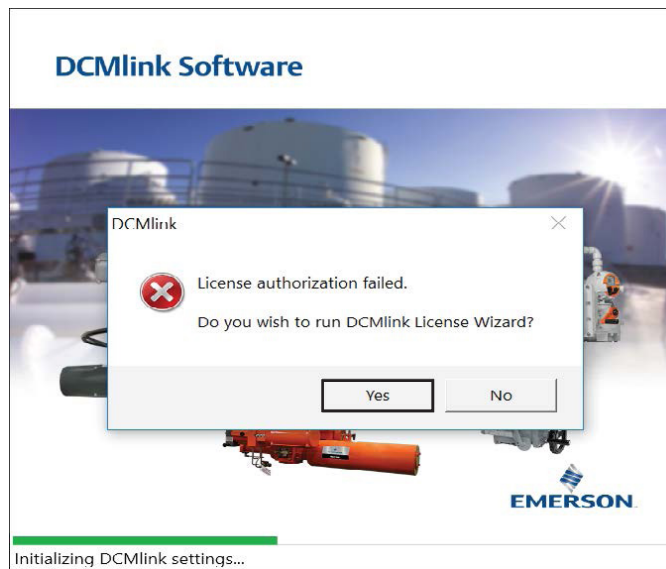 DCMlink Software
DCMlink
License authorization failed.
Do you wish to run DCMlink License Wizard?
Yes
No
EMERSON
Initializing DCMlink settings...